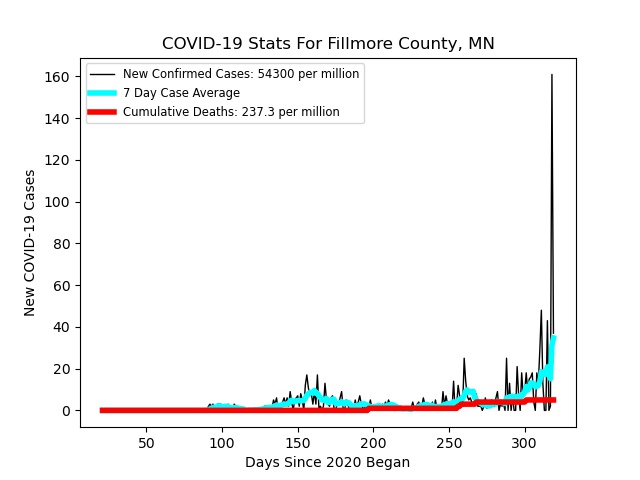 COVID-19 Stats For Fillmore County, MN
New Confirmed Cases: 54300 per million
7 Day Case Average
Cumulative Deaths: 237.3 per million
160
140
120
100
80
60
40
20
0
New COVID-19 Cases
50 100 150 200 250 300
Days Since 2020 Began